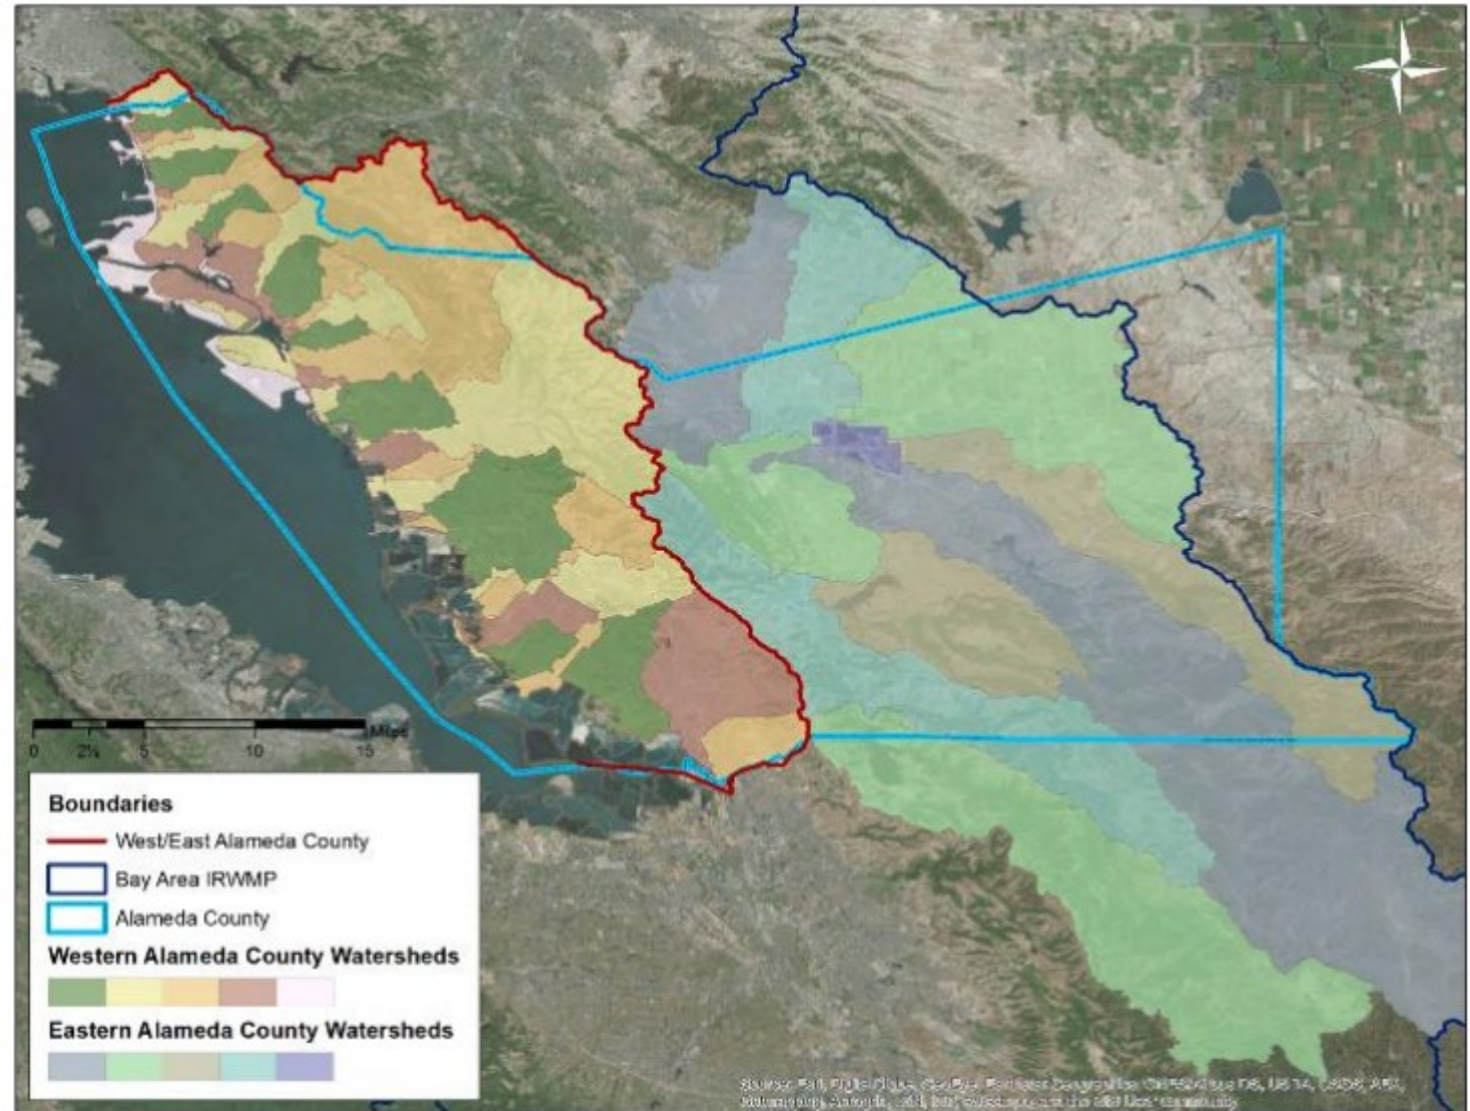 Miles
0 2½ 5 10 15
Boundaries
West/East Alameda County
Bay Area IRWMP
Alameda County
Western Alameda County Watersheds
Eastern Alameda County Watersheds